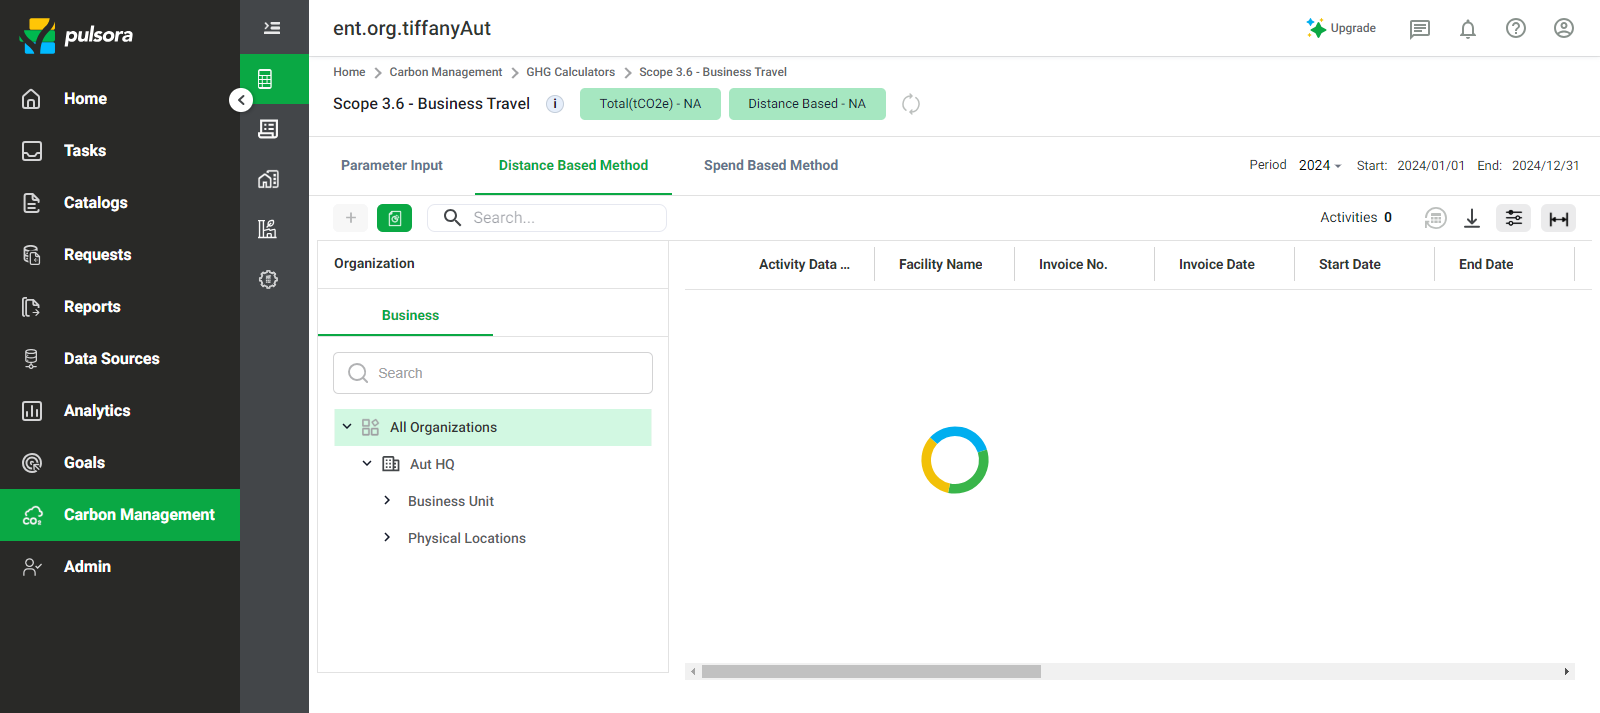 pulsora
Home
Tasks
Catalogs
Requests
Reports
Data Sources
Analytics
Goals
Carbon Management
Admin
ent.org.tiffanyAut
Upgrade
Home > Carbon Management > GHG Calculators > Scope 3.6 - Business Travel
Scope 3.6 - Business Travel i Total(tCO2e) - NA Distance Based - NA
Parameter Input Distance Based Method Spend Based Method Period 2024 Start: 2024/01/01 End: 2024/12/31
+ Search... Activities 0
Organization
Business
Search
All Organizations
Aut HQ
Business Unit
Physical Locations
Activity Data ... Facility Name Invoice No. Invoice Date Start Date End Date